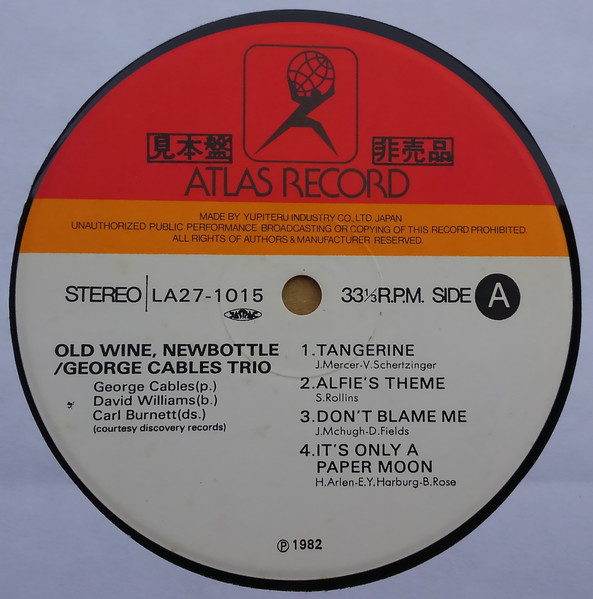 見本盤 非売品
ATLAS RECORD
MADE BY YUPITERU INDUSTRY CO., LTD. JAPAN
UNAUTHORIZED PUBLIC PERFORMANCE BROADCASTING OR COPYING OF THIS RECORD PROHIBITED.
ALL RIGHTS OF AUTHORS & MANUFACTURER RESERVED.
STEREO LA27-1015 33⅓R.P.M. SIDE A
JASRAC
OLD WINE, NEWBOTTLE
/GEORGE CABLES TRIO
George Cables(p.)
David Williams(b.)
Carl Burnett(ds.)
(courtesy discovery records)
1.TANGERINE
J.Mercer-V.Schertzinger
2.ALFIE'S THEME
S.Rollins
3.DON'T BLAME ME
J.Mchugh-D.Fields
4.IT'S ONLY A
PAPER MOON
H.Arlen-E.Y.Harburg-B.Rose
℗ 1982